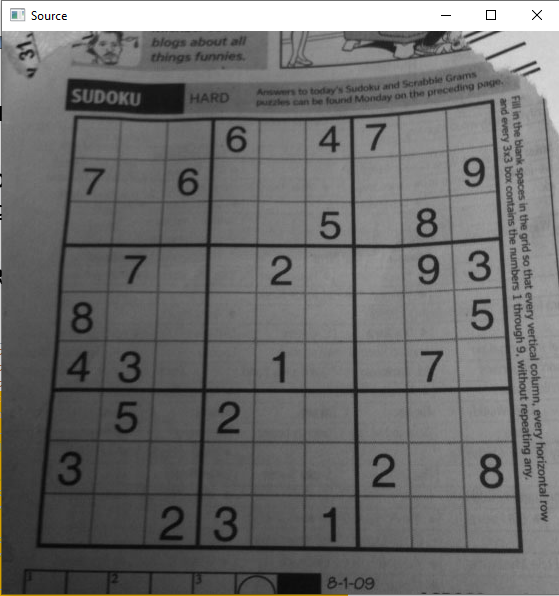 Source
"31.
blogs about all
things funnies.
SUDOKU HARD Answers to today's Sudoku and Scrabble Grams
puzzles can be found Monday on the preceding page.
6 4 7
7 6 9
5 8
7 2 9 3
8 5
4 3 1 7
5 2
3 2 8
2 3 1
Fill in the blank spaces in the grid so that every vertical column, every horizontal row
and every 3x3 box contains the numbers 1 through 9, without repeating any.
1 2 3
8-1-09